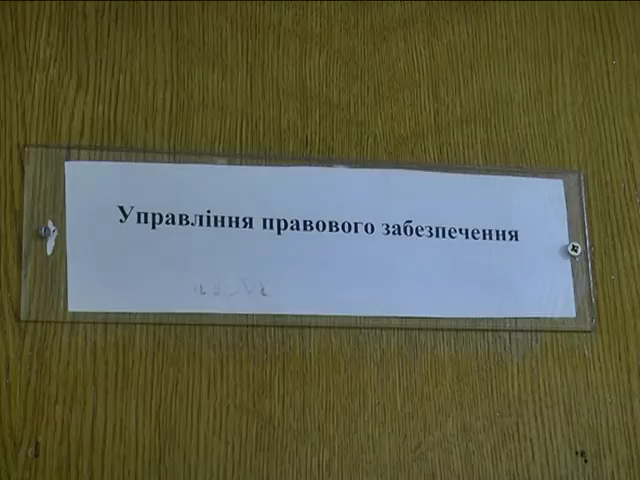 Управління правового забезпечення